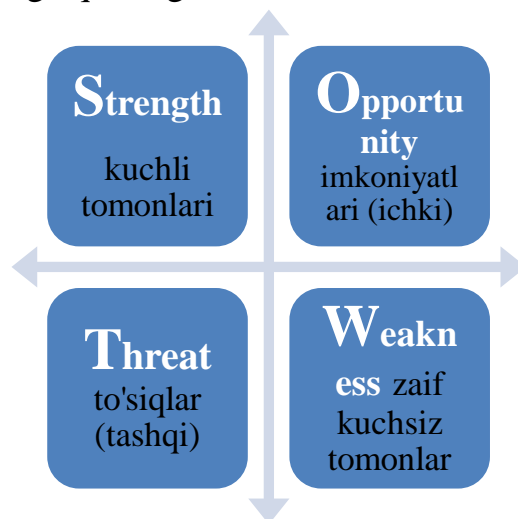 Strength
kuchli
tomonlari
Opportu
nity
imkoniyatl
ari (ichki)
Threat
to'siqlar
(tashqi)
Weakn
ess zaif
kuchsiz
tomonlar